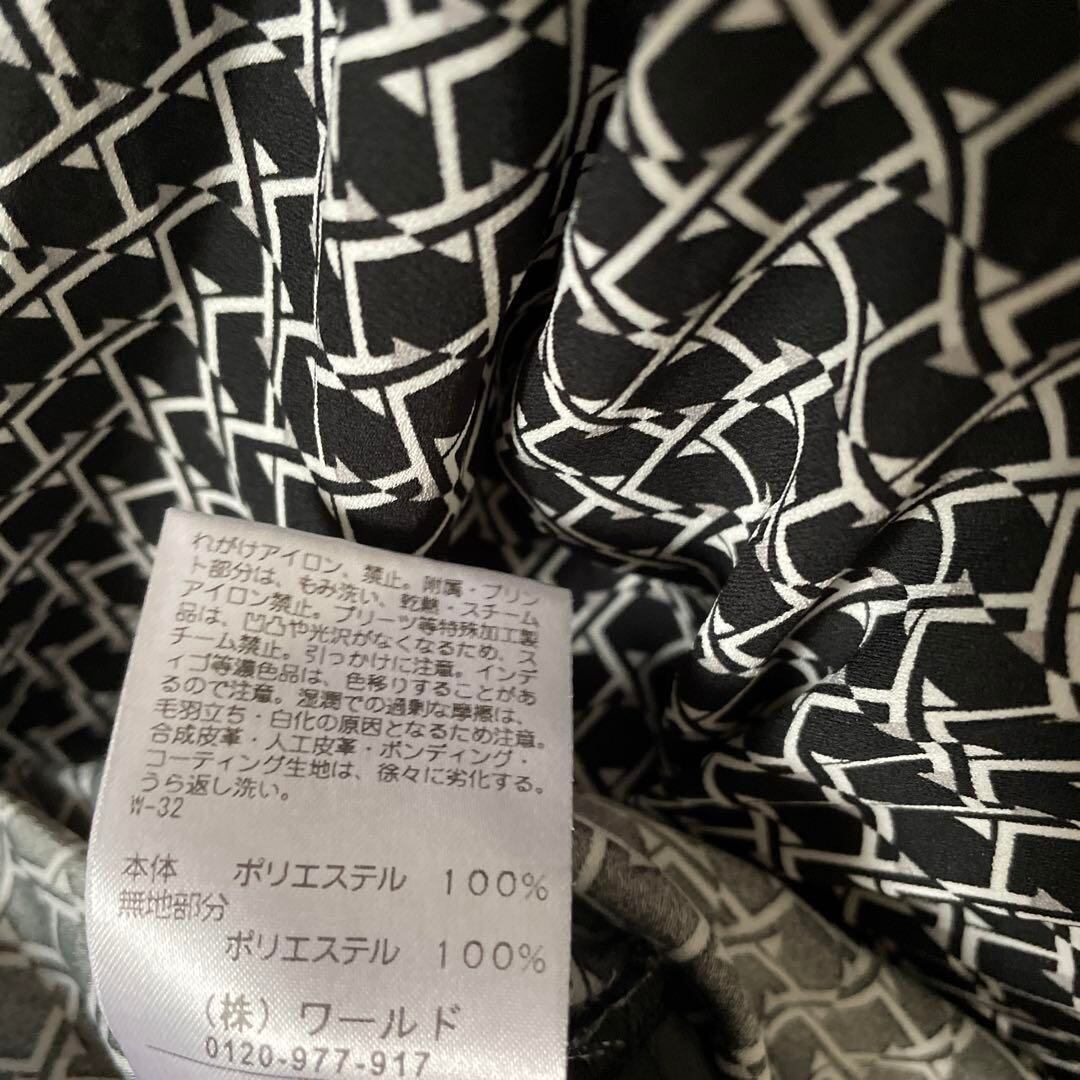 れがけアイロン、禁止。附属・プリン
ト部分は、もみ洗い、乾燥・スチーム
アイロン禁止。プリーツ等特殊加工製
品は、凹凸や光沢がなくなるため、ス
チーム禁止。引っかけに注意。インデ
ィゴ等濃色品は、色移りすることがあ
るので注意。湿潤での過剰な摩擦は、
毛羽立ち・白化の原因となるため注意。
合成皮革・人工皮革・ボンディング・
コーティング生地は、徐々に劣化する。
うら返し洗い。
W-32
本体 ポリエステル 100%
無地部分
ポリエステル 100%
(株)ワールド
0120-977-917